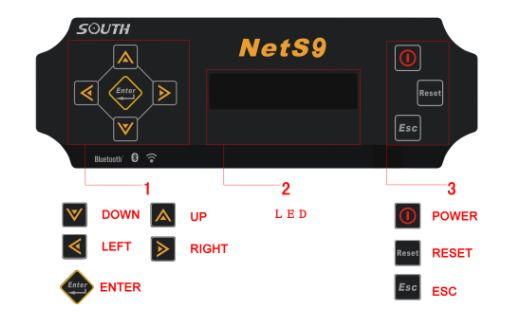 SOUTH
NetS9
Enter
Reset
Esc
Bluetooth
1
2
3
DOWN
UP
LED
POWER
LEFT
RIGHT
Reset
RESET
Enter
ENTER
Esc
ESC